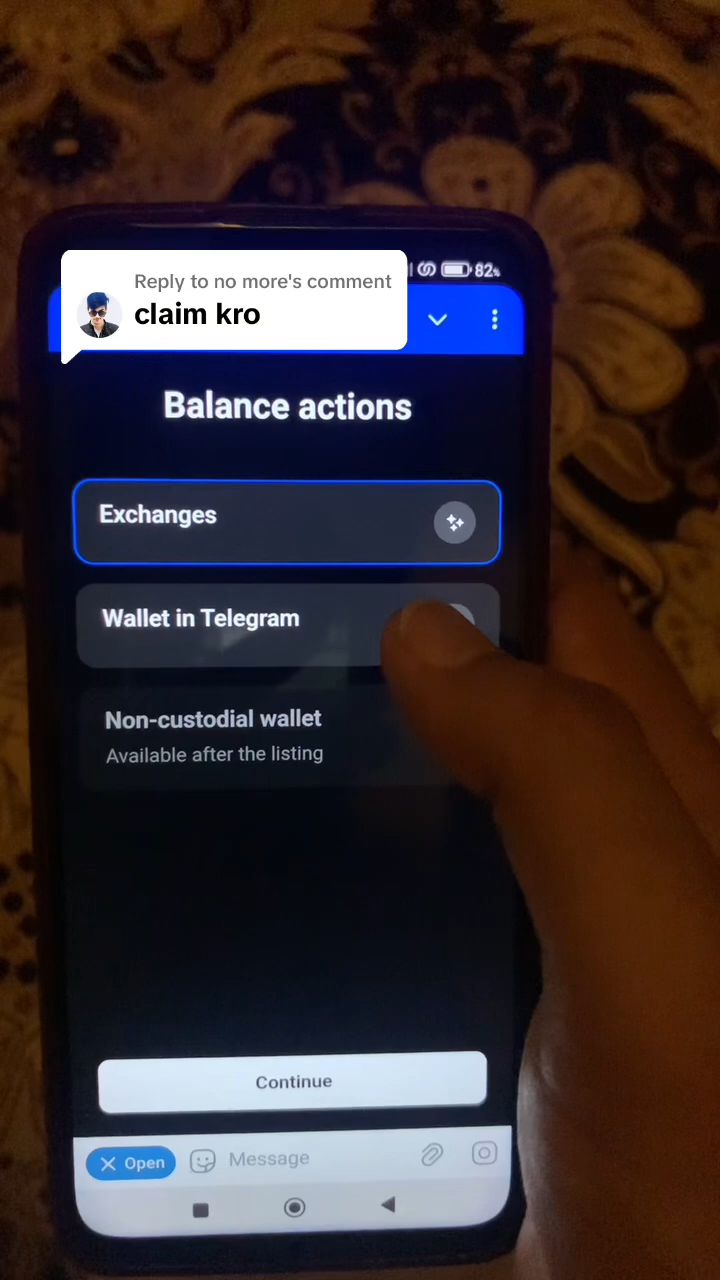 Reply to no more's comment
claim kro
82%
Balance actions
Exchanges
Wallet in Telegram
Non-custodial wallet
Available after the listing
Continue
Open
Message